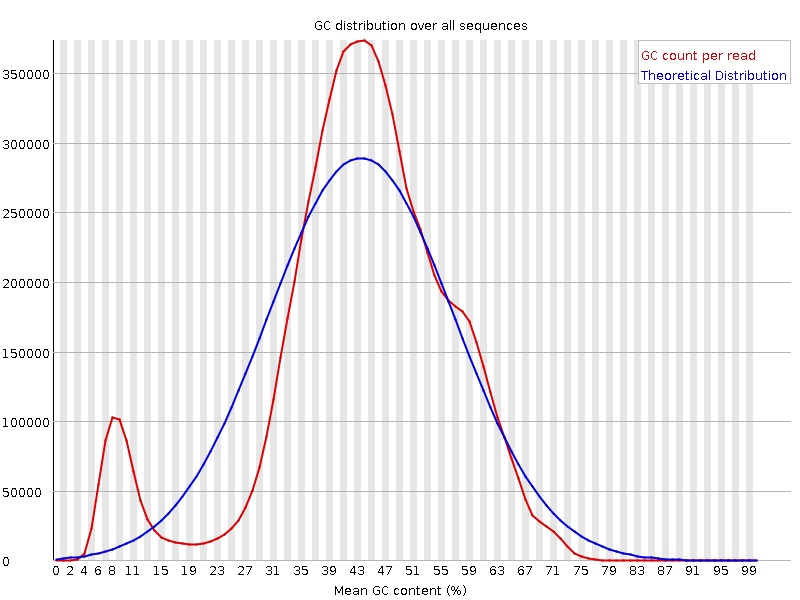 GC distribution over all sequences
GC count per read
Theoretical Distribution
350000
300000
250000
200000
150000
100000
50000
0
0 2 4 6 8 11 15 19 23 27 31 35 39 43 47 51 55 59 63 67 71 75 79 83 87 91 95 99
Mean GC content (%)